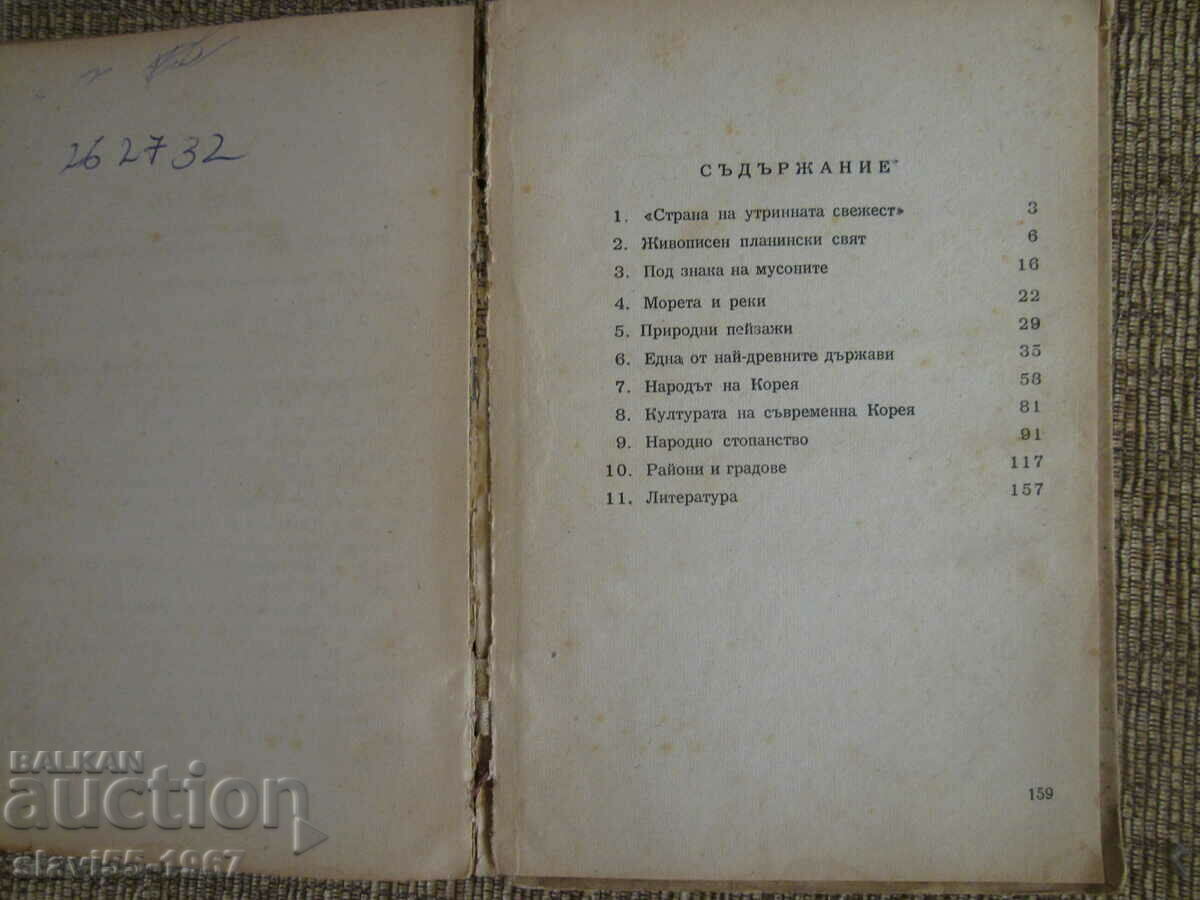 262732
СЪДЪРЖАНИЕ
1. «Страна на утринната свежест» 3
2. Живописен планински свят 6
3. Под знака на мусоните 16
4. Морета и реки 22
5. Природни пейзажи 29
6. Една от най-древните държави 35
7. Народът на Корея 58
8. Културата на съвременна Корея 81
9. Народно стопанство 91
10. Райони и градове 117
11. Литература 157
159
BALKAN
auction
slavi55-1967